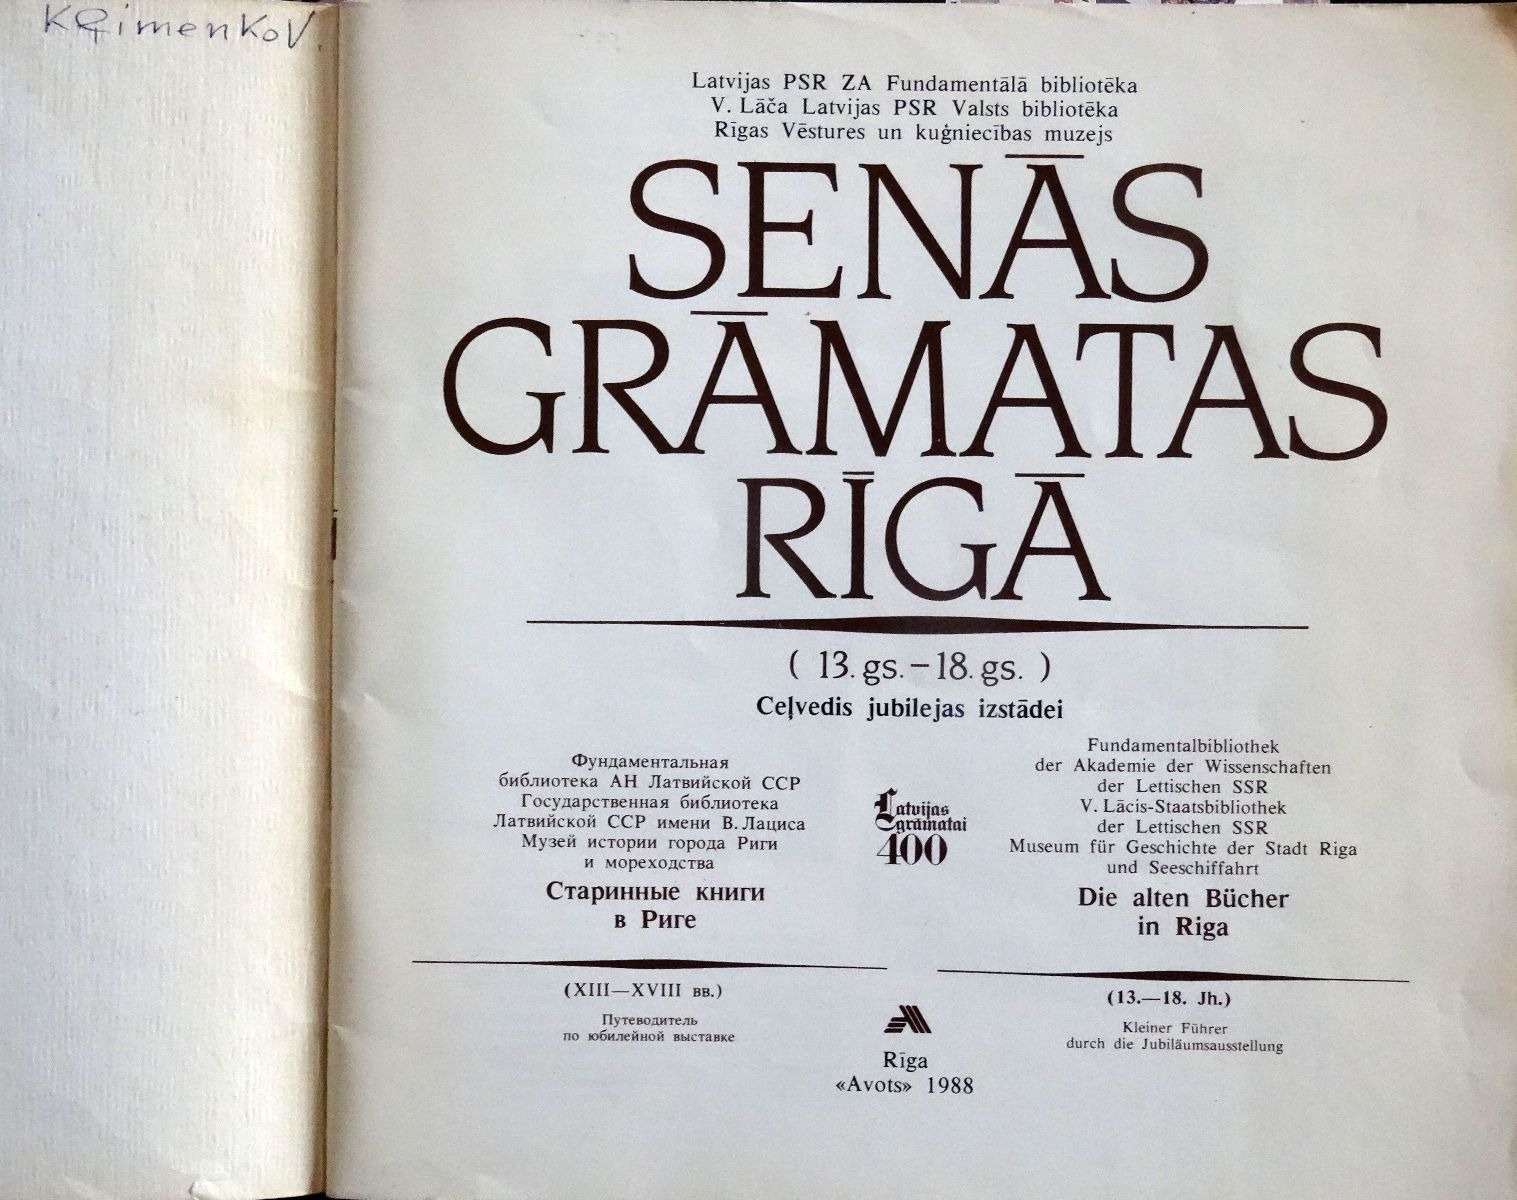 Latvijas PSR ZA Fundamentālā bibliotēka
V. Lāča Latvijas PSR Valsts bibliotēka
Rīgas Vēstures un kuģniecības muzejs
SENĀS
GRĀMATAS
RĪGĀ
( 13. gs. – 18. gs. )
Ceļvedis jubilejas izstādei
Фундаментальная
библиотека АН Латвийской ССР
Государственная библиотека
Латвийской ССР имени В. Лациса
Музей истории города Риги
и мореходства
Старинные книги
в Риге
(XIII—XVIII вв.)
Путеводитель
по юбилейной выставке
Latvijas
grāmatai
400
Fundamentalbibliothek
der Akademie der Wissenschaften
der Lettischen SSR
V. Lācis-Staatsbibliothek
der Lettischen SSR
Museum für Geschichte der Stadt Riga
und Seeschiffahrt
Die alten Bücher
in Riga
(13.—18. Jh.)
Kleiner Führer
durch die Jubiläumsausstellung
Rīga
«Avots» 1988